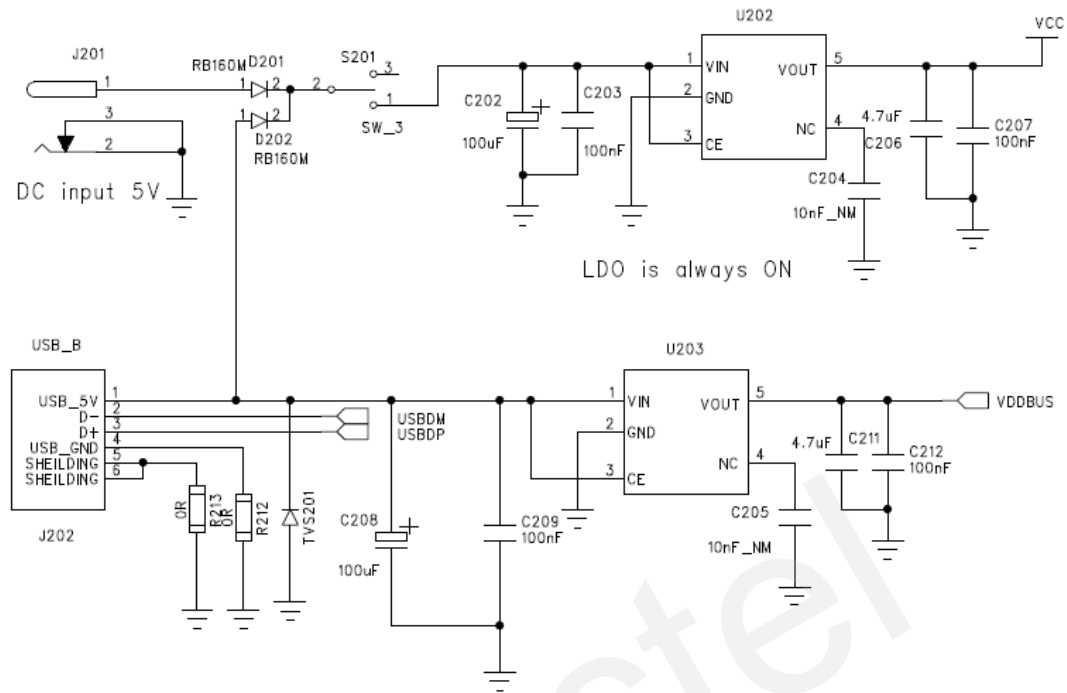 U202
VCC
J201
RB160M D201
S201
1
1
2
2
3
1
SW_3
1
2
D202
RB160M
3
2
DC input 5V
C202
100uF
C203
100nF
1
VIN
VOUT
5
2
GND
3
CE
NC
4
4.7uF
C206
C207
100nF
C204
10nF_NM
LDO is always ON
USB_B
U203
USB_5V
1
D-
2
D+
3
USB_GND
4
SHEILDING
5
SHEILDING
6
J202
USBDM
USBDP
0R
R213
0R
R212
TVS201
C208
100uF
C209
100nF
1
VIN
VOUT
5
2
GND
3
CE
NC
4
VDDBUS
4.7uF
C211
C212
100nF
C205
10nF_NM
stel